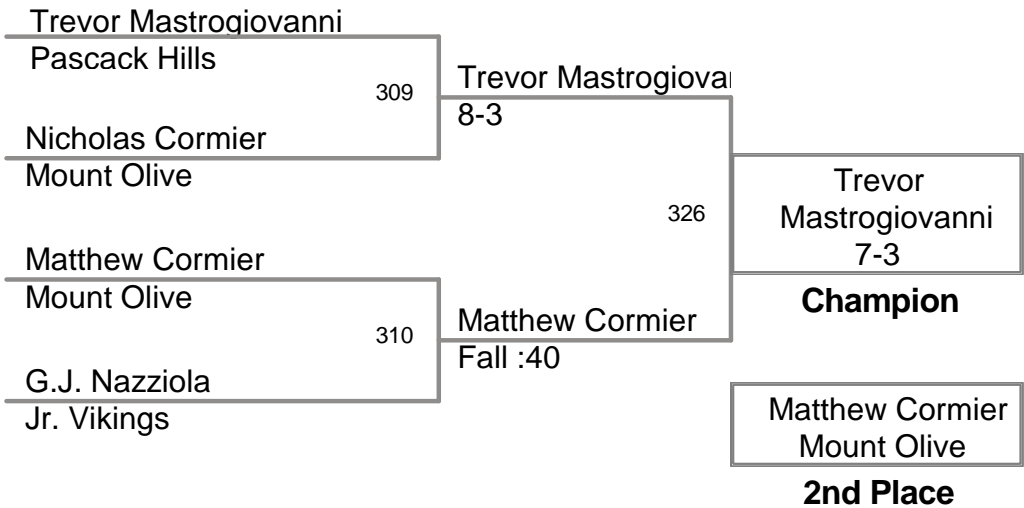 Trevor Mastrogiovanni
Pascack Hills
309
Nicholas Cormier
Mount Olive
Matthew Cormier
Mount Olive
310
G.J. Nazziola
Jr. Vikings
Trevor Mastrogiova
8-3
326
Matthew Cormier
Fall :40
Trevor
Mastrogiovanni
7-3
Champion
Matthew Cormier
Mount Olive
2nd Place